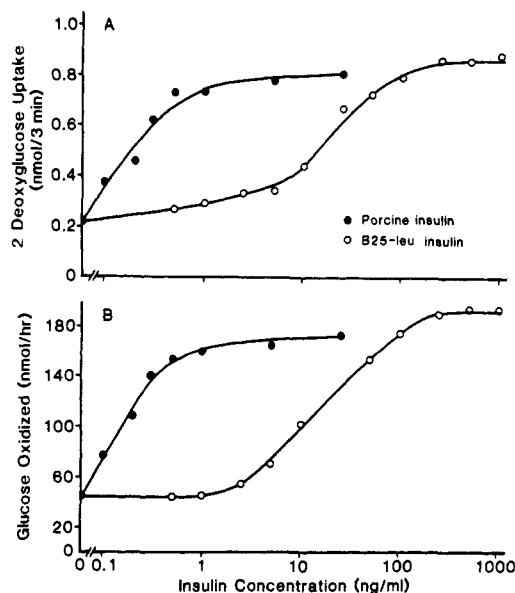 A
2 Deoxyglucose Uptake
(nmol/3 min)
1.0
0.8
0.6
0.4
0.2
0
Porcine insulin
B25-leu insulin
B
Glucose Oxidized (nmol/hr)
180
140
100
60
20
0
0 0.1 1 10 100 1000
Insulin Concentration (ng/ml)